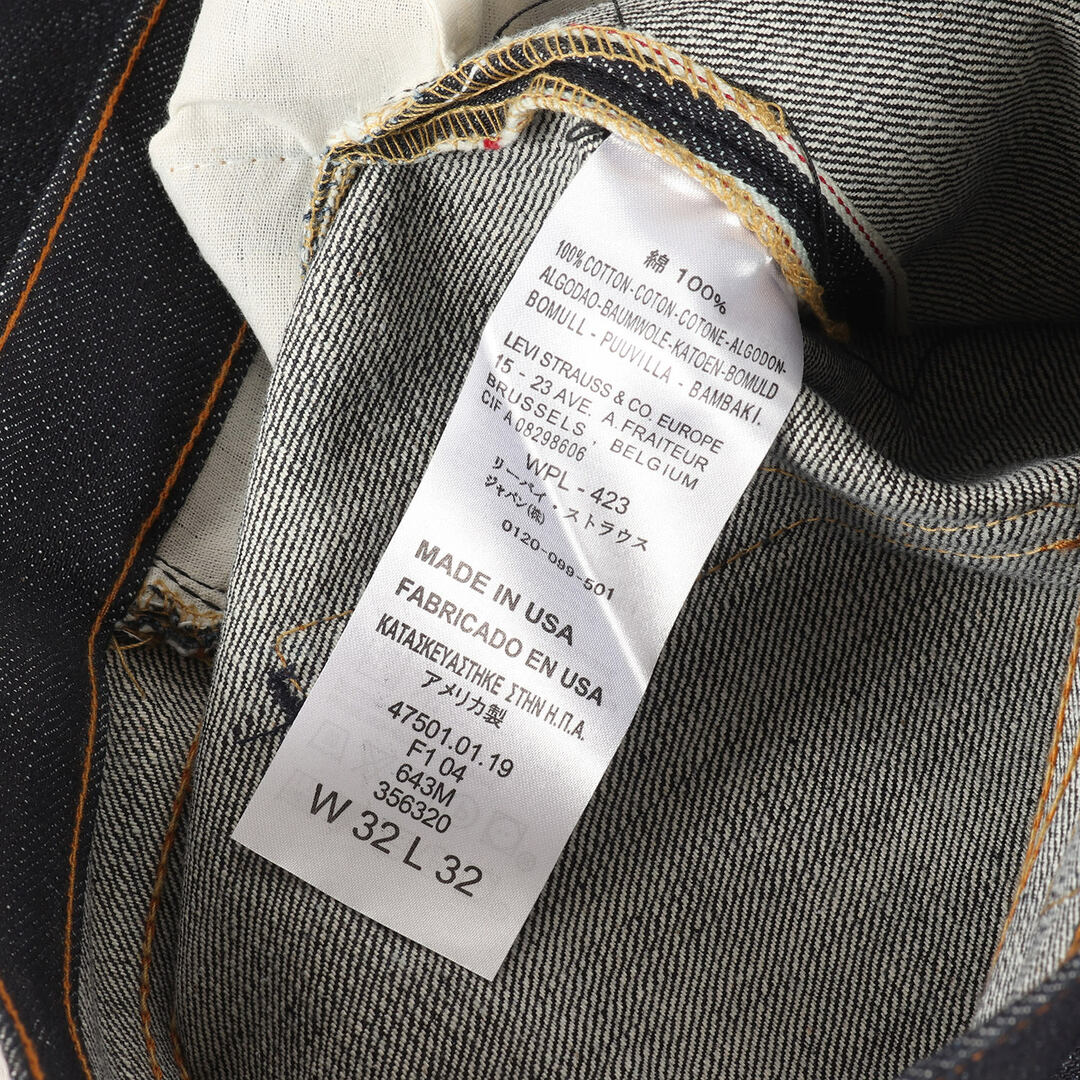 綿 100%
100%COTTON-COTON-COTONE-ALGODON-
ALGODAO-BAUMWOLE-KATOEN-BOMULD
BOMULL - PUUVILLA - BAMBAKI.
LEVI STRAUSS & CO. EUROPE
15 - 23 AVE. A.FRAITEUR
BRUSSELS, BELGIUM
CIF A 08298606
WPL - 423
リーバイ・ストラウス
ジャパン(株)
0120-099-501
MADE IN USA
FABRICADO EN USA
ΚΑΤΑΣΚΕΥΑΣΤΗΚΕ ΣΤΗΝ Η.Π.Α.
アメリカ製
47501.01.19
F1 04
643M
356320
W 32 L 32